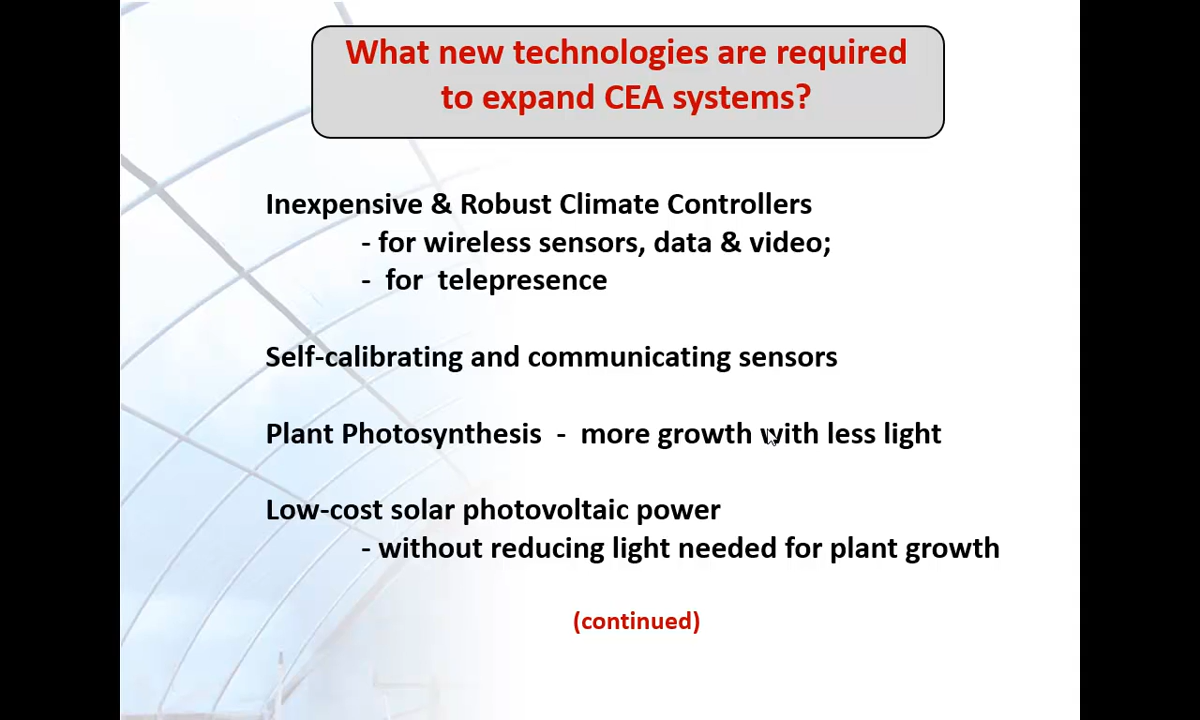 What new technologies are required
to expand CEA systems?
Inexpensive & Robust Climate Controllers
- for wireless sensors, data & video;
- for telepresence
Self-calibrating and communicating sensors
Plant Photosynthesis - more growth with less light
Low-cost solar photovoltaic power
- without reducing light needed for plant growth
(continued)